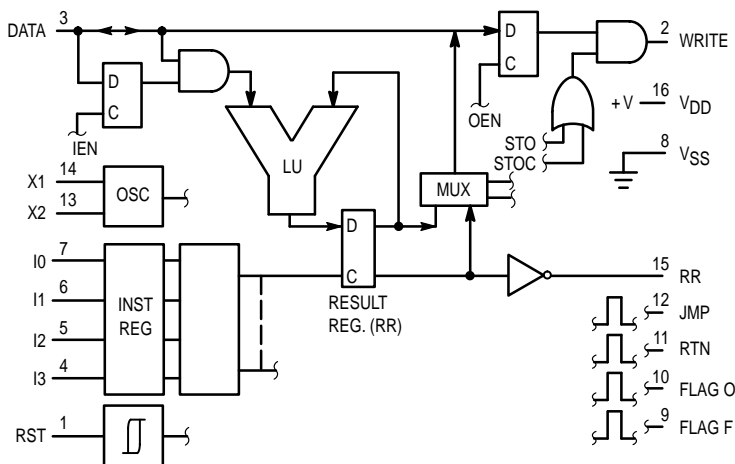 DATA 3
D
C
IEN
D
C
OEN
2 WRITE
+V 16 VDD
STO
STOC
8 VSS
LU
MUX
X1 14
X2 13
OSC
D
C
RESULT
REG. (RR)
I0 7
I1 6
I2 5
I3 4
INST
REG
15 RR
12 JMP
11 RTN
10 FLAG O
9 FLAG F
RST 1